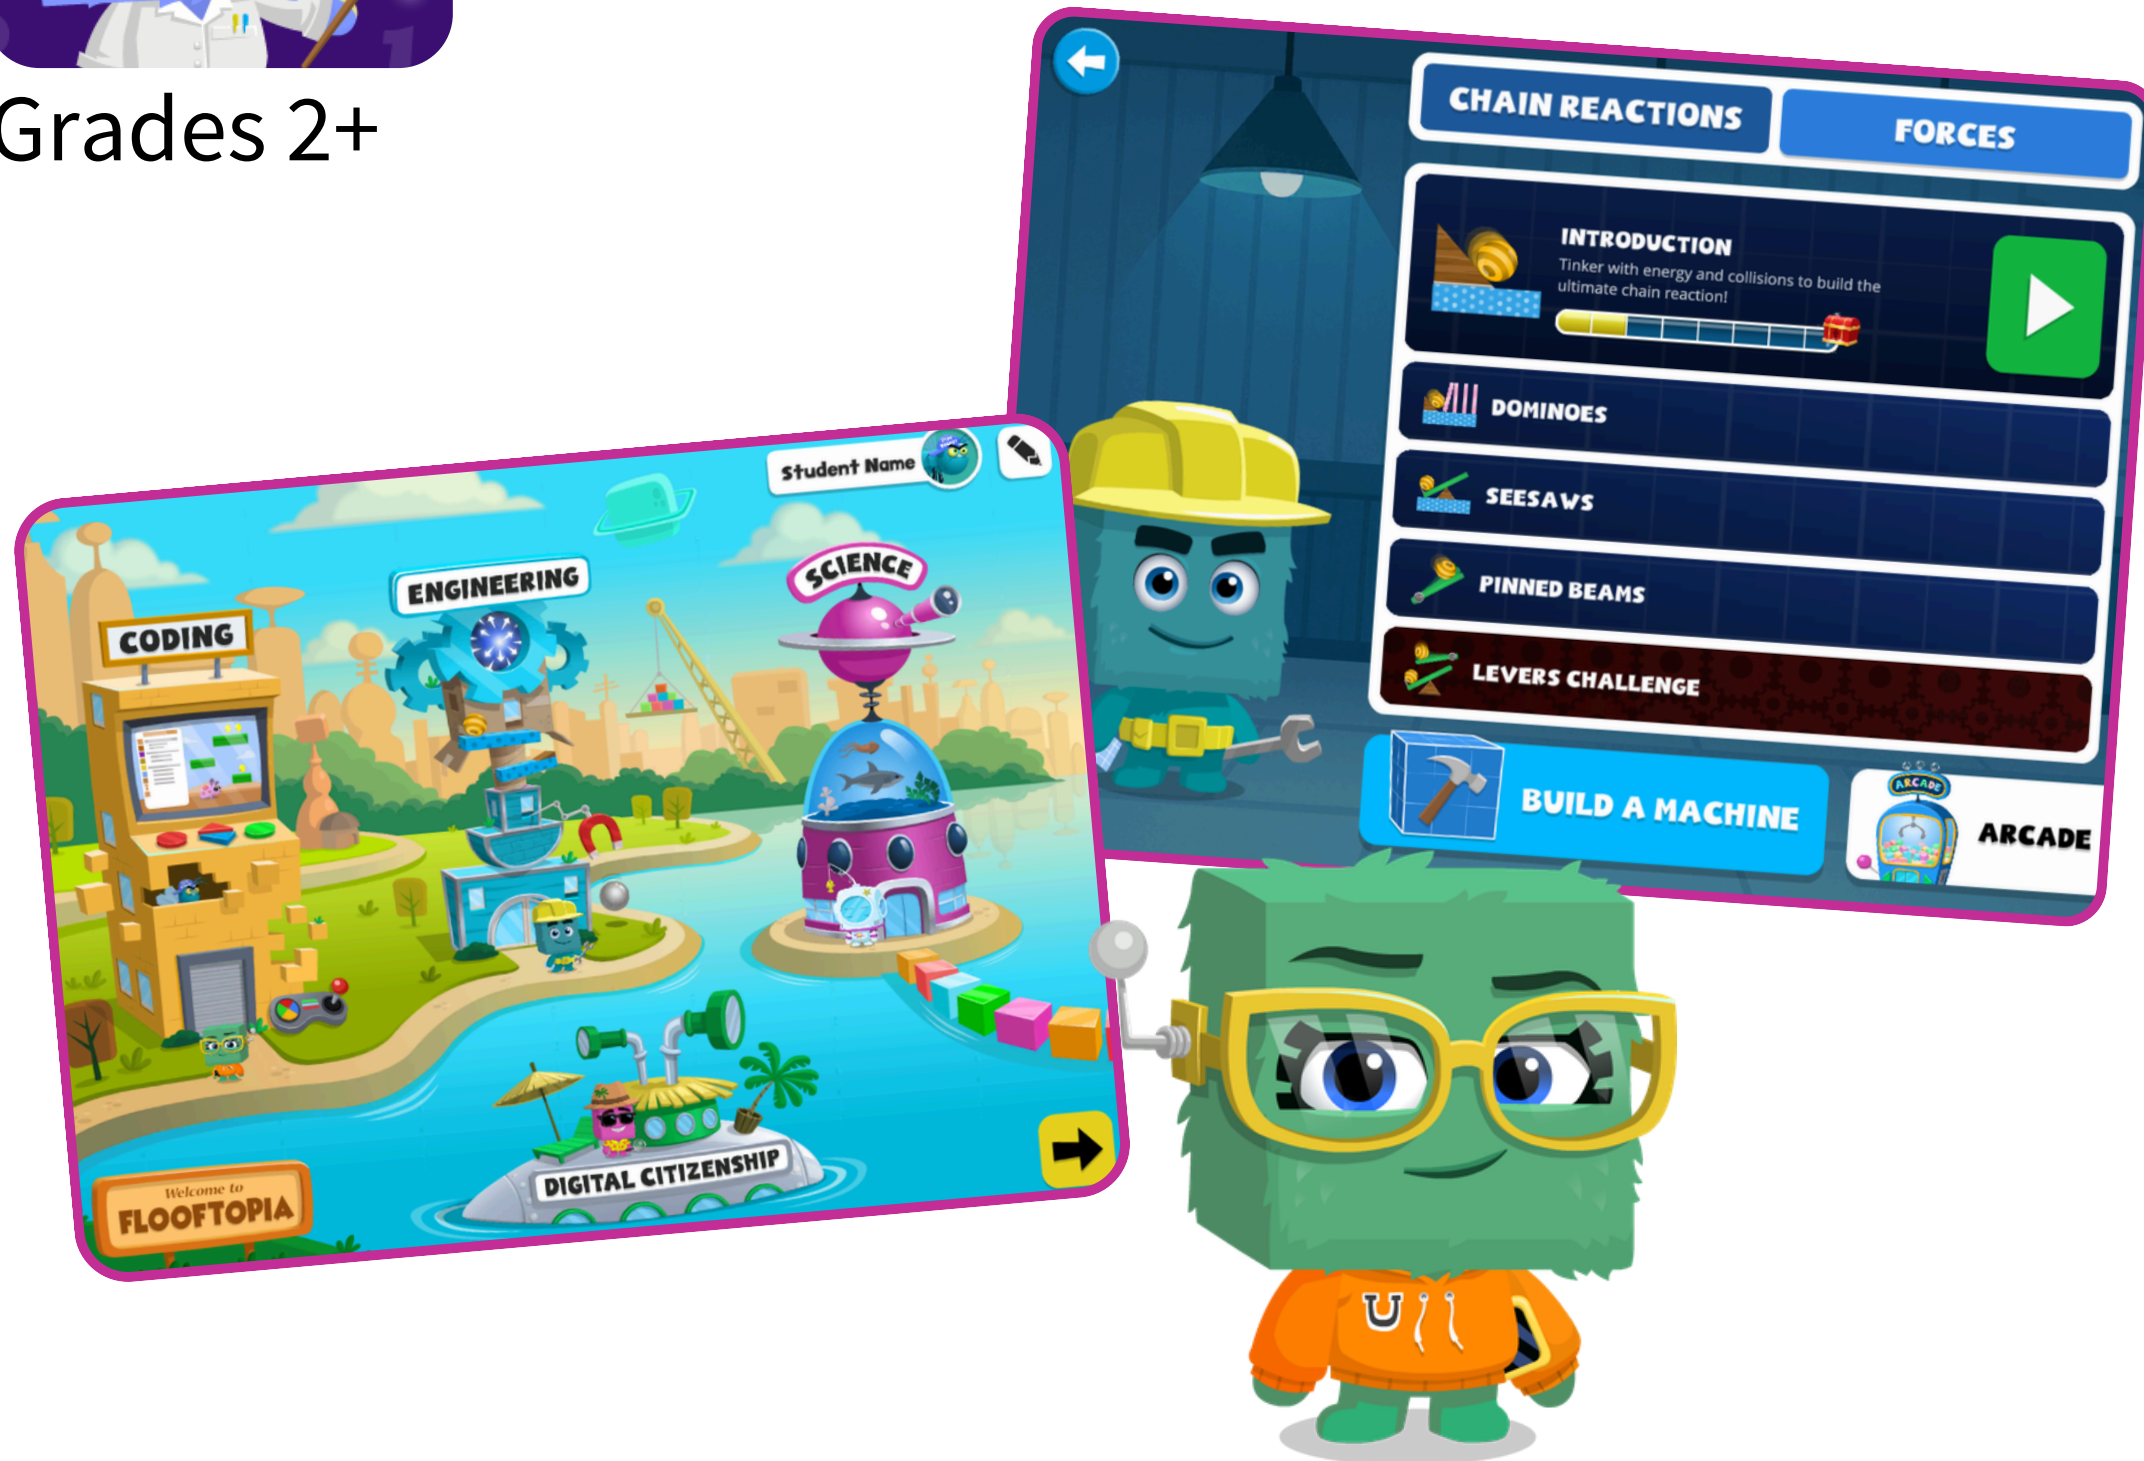 Grades 2+
CHAIN REACTIONS
FORCES
INTRODUCTION
Tinker with energy and collisions to build the
ultimate chain reaction!
DOMINOES
SEESAWS
PINNED BEAMS
LEVERS CHALLENGE
BUILD A MACHINE
ARCADE
ARCADE
Student Name
CODING
ENGINEERING
SCIENCE
DIGITAL CITIZENSHIP
Welcome to
FLOOFTOPIA
U